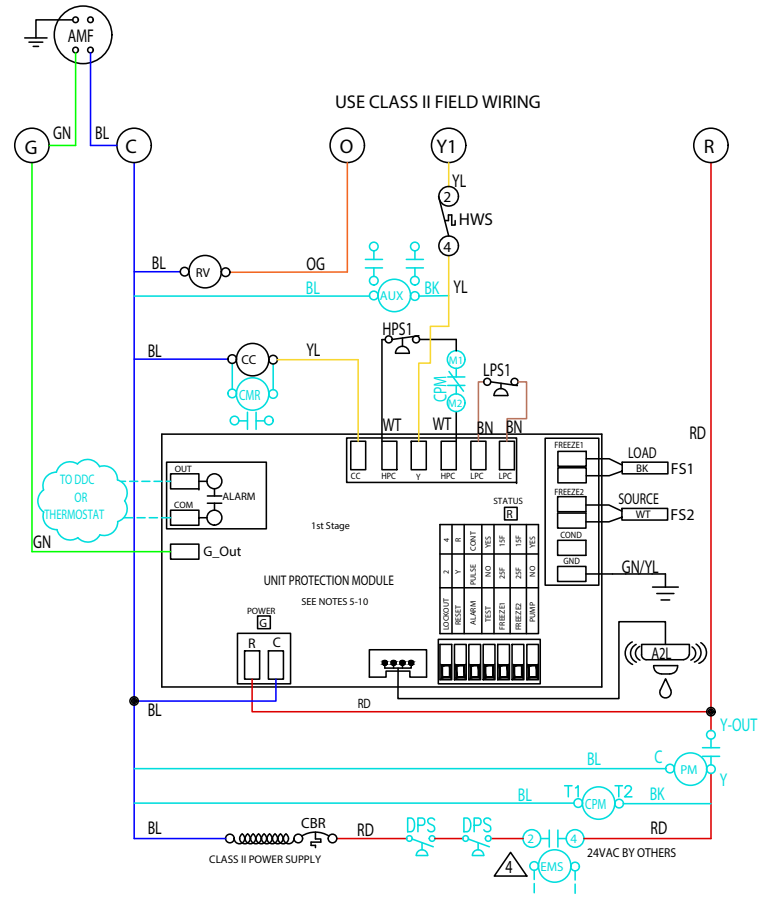 AMF
USE CLASS II FIELD WIRING
GN
BL
G
C
O
Y1
R
YL
2
HWS
4
BL
RV
OG
BL
AUX
BK
YL
HPS1
BL
CC
YL
M1
LPS1
CPM
CMR
M2
WT
WT
BN
BN
RD
CC
HPC
Y
HPC
LPC
LPC
FREEZE1
LOAD
BK
FS1
OUT
TO DDC
OR
THERMOSTAT
ALARM
COM
FREEZE2
SOURCE
WT
FS2
STATUS
R
1st Stage
COND
GN
G_Out
GND
GN/YL
4
R
CONT
YES
15F
15F
YES
2
Y
PULSE
NO
25F
25F
NO
LOCKOUT
RESET
ALARM
TEST
FREEZE1
FREEZE2
PUMP
UNIT PROTECTION MODULE
SEE NOTES 5-10
POWER
G
R
C
A2L
BL
RD
Y-OUT
BL
C
PM
Y
BL
T1
CPM
T2
BK
BL
CBR
RD
DPS
DPS
2
4
RD
CLASS II POWER SUPPLY
4
EMS
24VAC BY OTHERS